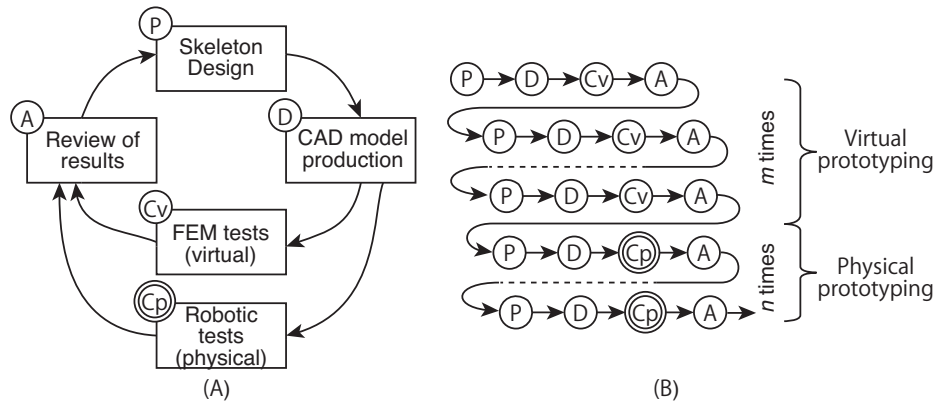 P
Skeleton
Design
A
Review of
results
D
CAD model
production
Cv
FEM tests
(virtual)
Cp
Robotic
tests
(physical)
(A)
P D Cv A
P D Cv A
P D Cv A
P D Cp A
P D Cp A
m times
Virtual
prototyping
n times
Physical
prototyping
(B)